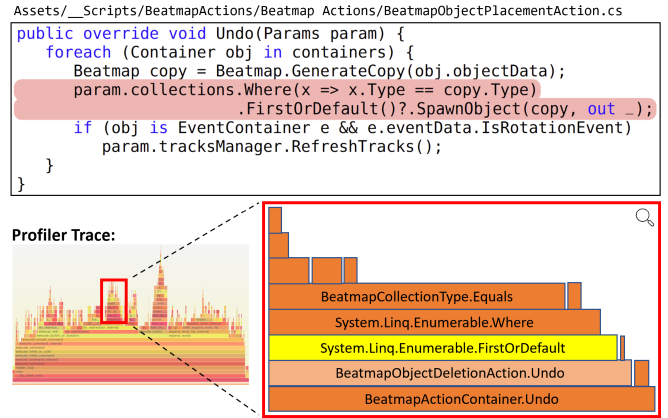 Assets/__Scripts/BeatmapActions/Beatmap Actions/BeatmapObjectPlacementAction.cs
public override void Undo(Params param) {
foreach (Container obj in containers) {
Beatmap copy = Beatmap.GenerateCopy(obj.objectData);
param.collections.Where(x => x.Type == copy.Type)
.FirstOrDefault()?.SpawnObject(copy, out _);
if (obj is EventContainer e && e.eventData.IsRotationEvent)
param.tracksManager.RefreshTracks();
}
}
Profiler Trace:
BeatmapCollectionType.Equals
System.Linq.Enumerable.Where
System.Linq.Enumerable.FirstOrDefault
BeatmapObjectDeletionAction.Undo
BeatmapActionContainer.Undo